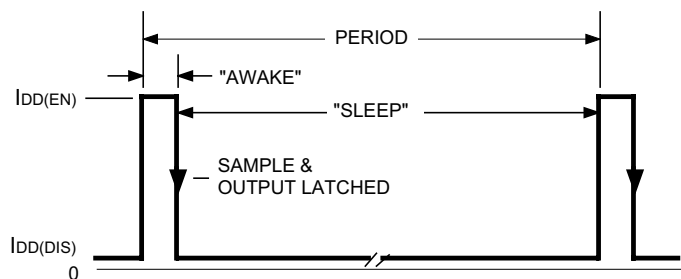 PERIOD
"AWAKE"
IDD(EN)
"SLEEP"
SAMPLE &
OUTPUT LATCHED
IDD(DIS)
0